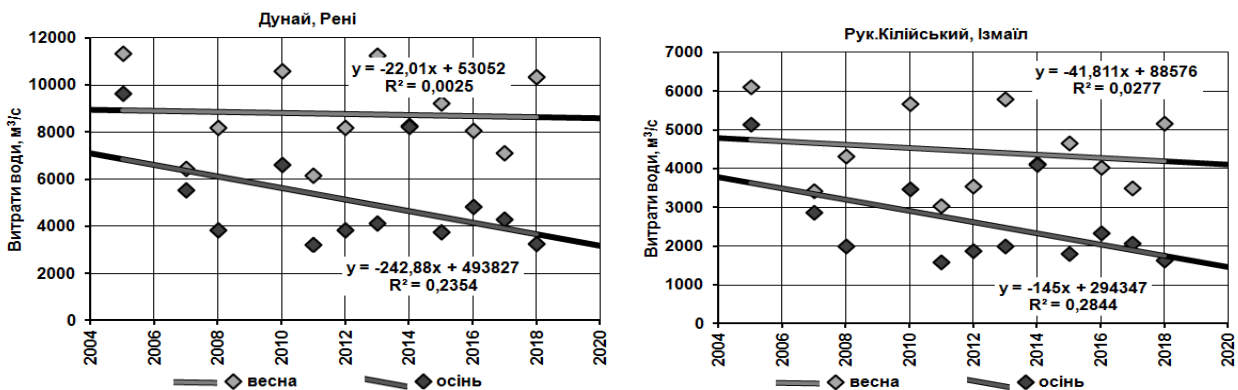 Дунай, Рені
Витрати води, м³/с
12000
10000
8000
6000
4000
2000
0
y = -22,01x + 53052
R² = 0,0025
y = -242,88x + 493827
R² = 0,2354
2004 2006 2008 2010 2012 2014 2016 2018 2020
весна осінь
Рук.Кілійський, Ізмаїл
Витрати води, м³/с
7000
6000
5000
4000
3000
2000
1000
0
y = -41,811x + 88576
R² = 0,0277
y = -145x + 294347
R² = 0,2844
2004 2006 2008 2010 2012 2014 2016 2018 2020
весна осінь